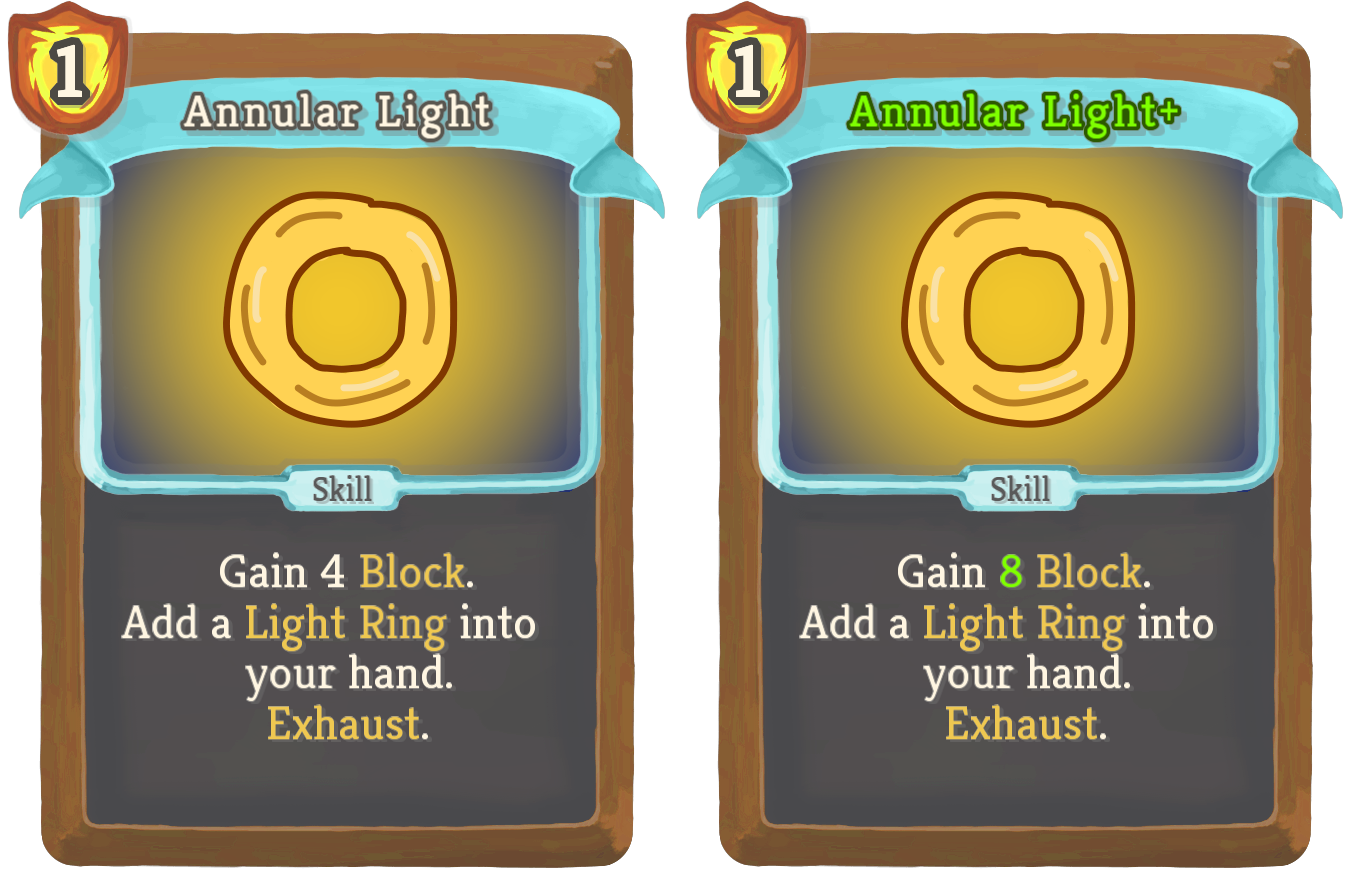 1
Annular Light
Skill
Gain 4 Block.
Add a Light Ring into
your hand.
Exhaust.
1
Annular Light+
Skill
Gain 8 Block.
Add a Light Ring into
your hand.
Exhaust.